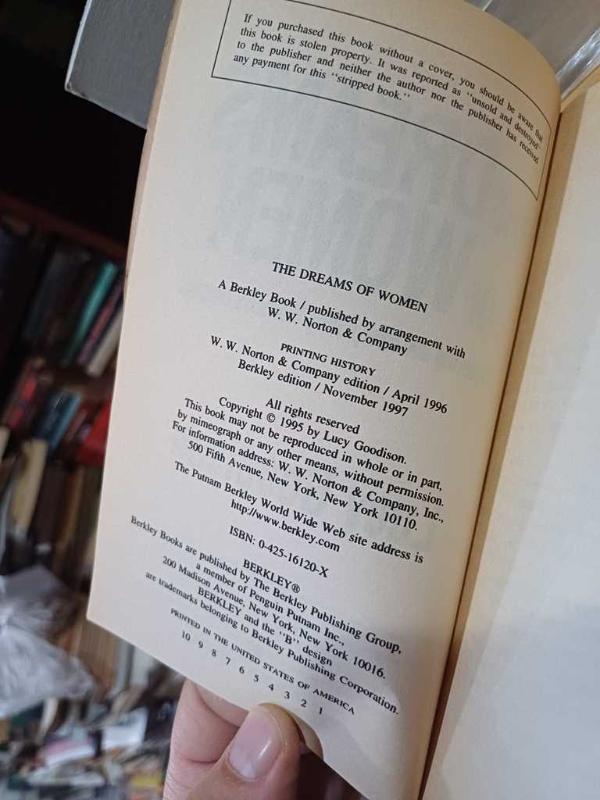 If you purchased this book without a cover, you should be aware that
this book is stolen property. It was reported as "unsold and destroyed"
to the publisher and neither the author nor the publisher has received
any payment for this "stripped book."
THE DREAMS OF WOMEN
A Berkley Book / published by arrangement with
W. W. Norton & Company
PRINTING HISTORY
W. W. Norton & Company edition / April 1996
Berkley edition / November 1997
All rights reserved
Copyright © 1995 by Lucy Goodison.
This book may not be reproduced in whole or in part,
by mimeograph or any other means, without permission.
For information address: W. W. Norton & Company, Inc.,
500 Fifth Avenue, New York, New York 10110.
The Putnam Berkley World Wide Web site address is
http://www.berkley.com
ISBN: 0-425-16120-X
BERKLEY®
Berkley Books are published by The Berkley Publishing Group,
a member of Penguin Putnam Inc.,
200 Madison Avenue, New York, New York 10016.
BERKLEY and the "B" design
are trademarks belonging to Berkley Publishing Corporation.
PRINTED IN THE UNITED STATES OF AMERICA
10 9 8 7 6 5 4 3 2 1